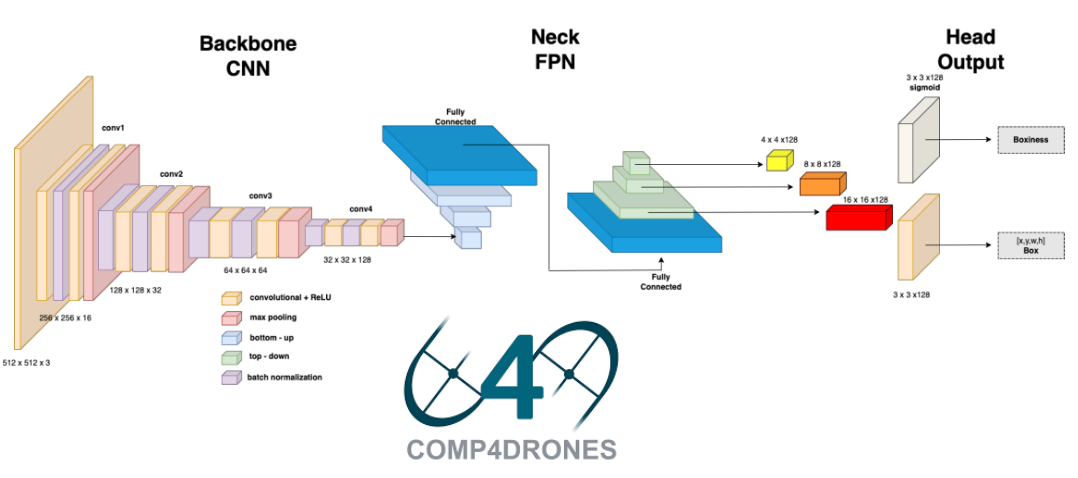 Backbone
CNN
Neck
FPN
Head
Output
conv1
conv2
conv3
conv4
512 x 512 x 3
256 x 256 x 16
128 x 128 x 32
64 x 64 x 64
32 x 32 x 128
Fully
Connected
Fully
Connected
4 x 4 x128
8 x 8 x128
16 x 16 x128
3 x 3 x128
sigmoid
Boxiness
[x,y,w,h]
Box
3 x 3 x128
convolutional + ReLU
max pooling
bottom - up
top - down
batch normalization
4
COMP4DRONES